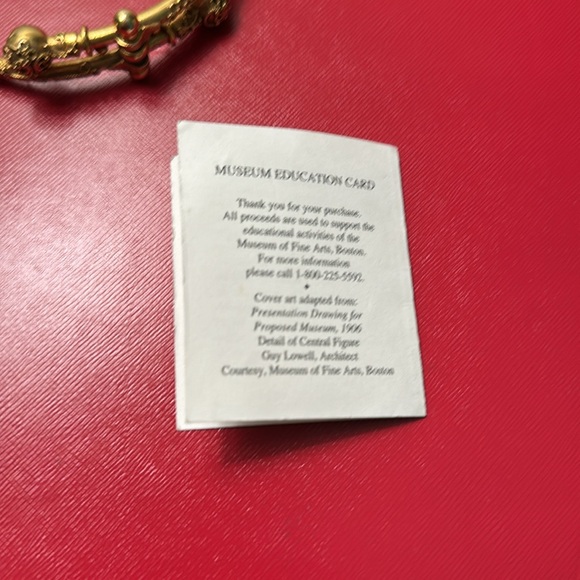 MUSEUM EDUCATION CARD
Thank you for your purchase.
All proceeds are used to support the
educational activities of the
Museum of Fine Arts, Boston.
For more information
please call 1-800-225-5592.
Cover art adapted from:
Presentation Drawing for
Proposed Museum, 1906
Detail of Central Figure
Guy Lowell, Architect
Courtesy, Museum of Fine Arts, Boston